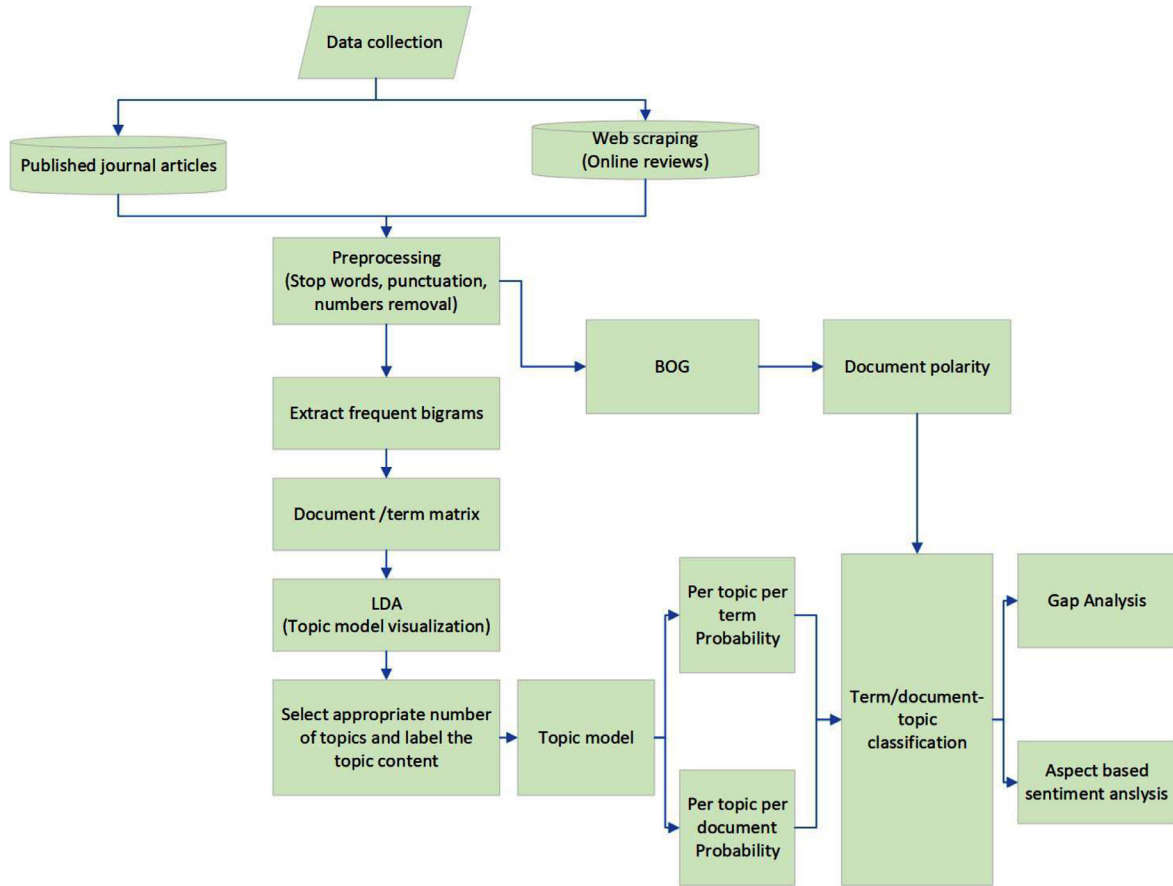 Data collection
Published journal articles
Web scraping
(Online reviews)
Preprocessing
(Stop words, punctuation,
numbers removal)
BOG
Document polarity
Extract frequent bigrams
Document /term matrix
LDA
(Topic model visualization)
Select appropriate number
of topics and label the
topic content
Topic model
Per topic per
term
Probability
Per topic per
document
Probability
Term/document-
topic
classification
Gap Analysis
Aspect based
sentiment anslysis